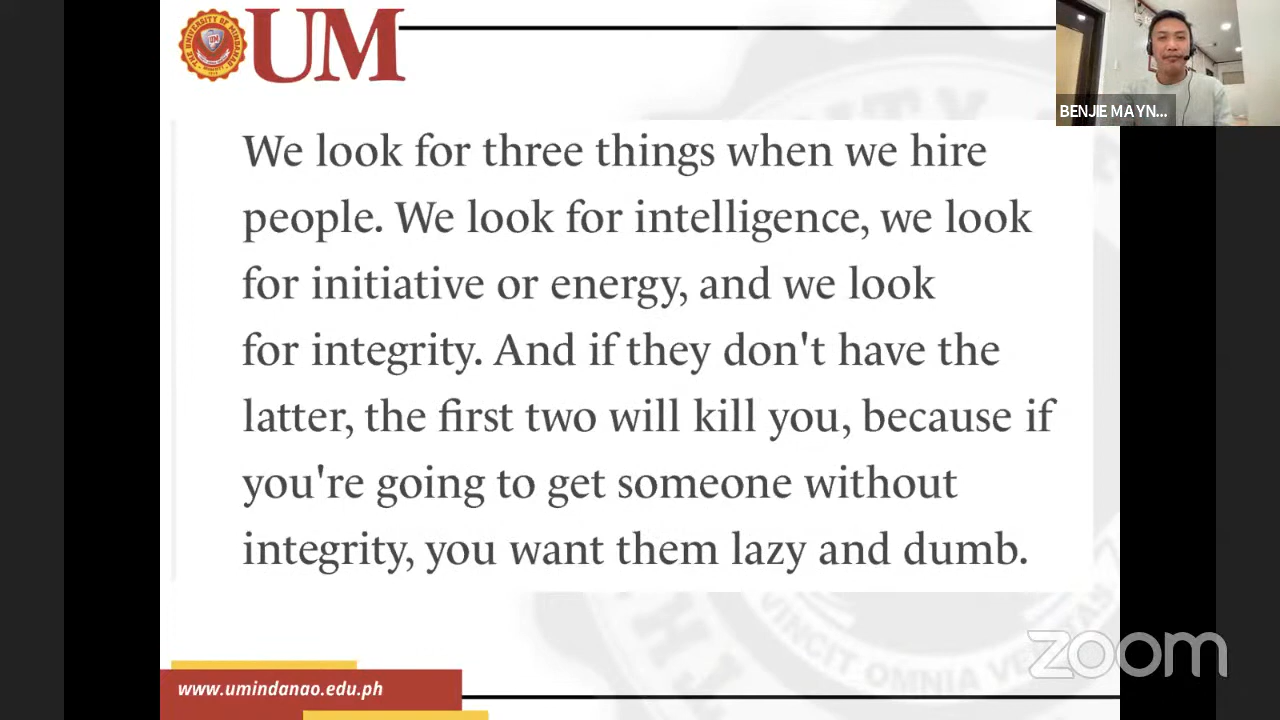 UM
BENJIE MAYN...
We look for three things when we hire
people. We look for intelligence, we look
for initiative or energy, and we look
for integrity. And if they don't have the
latter, the first two will kill you, because if
you're going to get someone without
integrity, you want them lazy and dumb.
VINCIT OMNIA VERITAS
zoom
www.umindanao.edu.ph